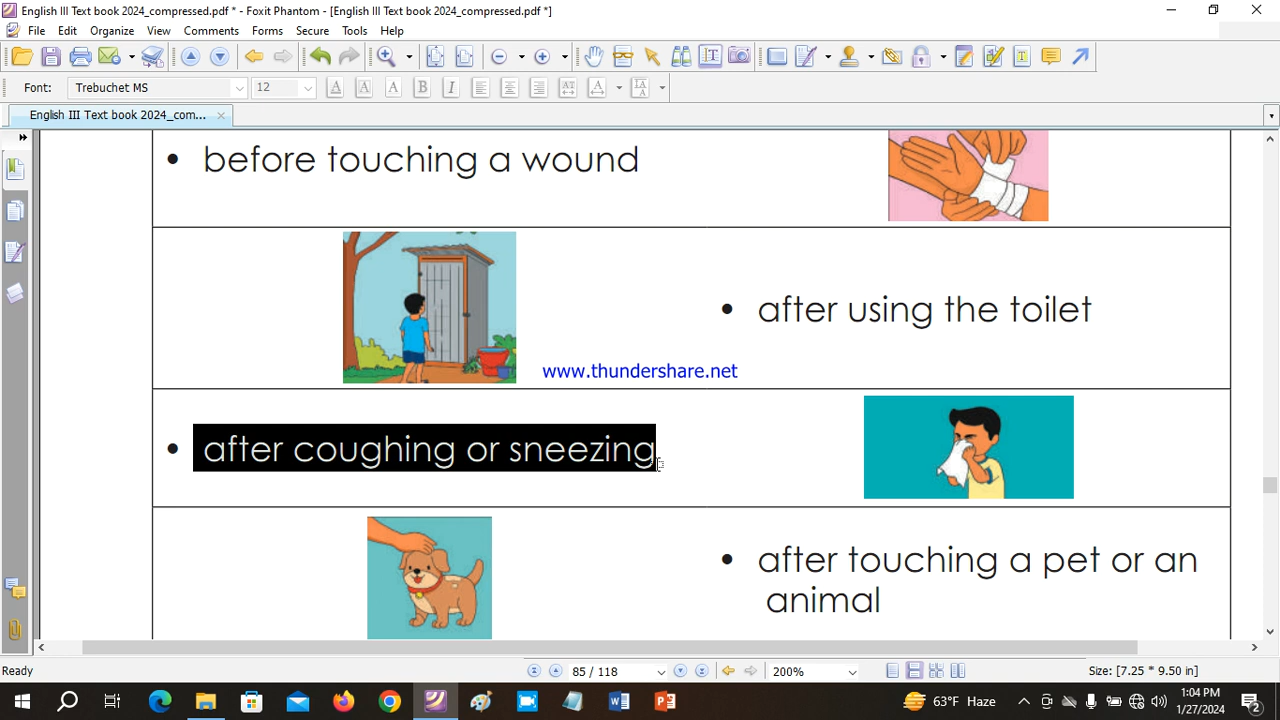 English III Text book 2024_compressed.pdf * - Foxit Phantom - [English III Text book 2024_compressed.pdf *]
File Edit Organize View Comments Forms Secure Tools Help
Font: Trebuchet MS 12
English III Text book 2024_com...
• before touching a wound
• after using the toilet
www.thundershare.net
• after coughing or sneezing
• after touching a pet or an
animal
Ready 85 / 118 200% Size: [7.25 * 9.50 in]
63°F Haze
1:04 PM
1/27/2024
2